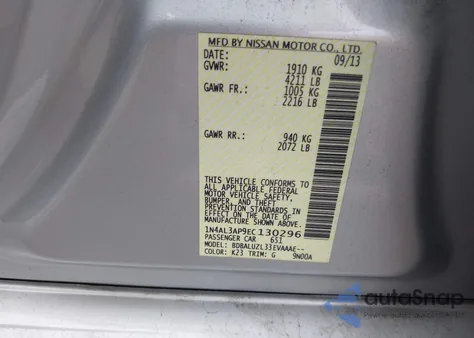 MFD BY NISSAN MOTOR CO., LTD.
DATE: 09/13
GVWR: 1910 KG
4211 LB
GAWR FR.: 1005 KG
2216 LB
GAWR RR.: 940 KG
2072 LB
THIS VEHICLE CONFORMS TO
ALL APPLICABLE FEDERAL
MOTOR VEHICLE SAFETY,
BUMPER, AND THEFT
PREVENTION STANDARDS IN
EFFECT ON THE DATE OF
MANUFACTURE SHOWN ABOVE.
1N4AL3AP9EC130296
PASSENGER CAR 651
MODEL: BDBALUZL33EVAAAE--
COLOR: K23 TRIM: G 9N00A
autoSnap